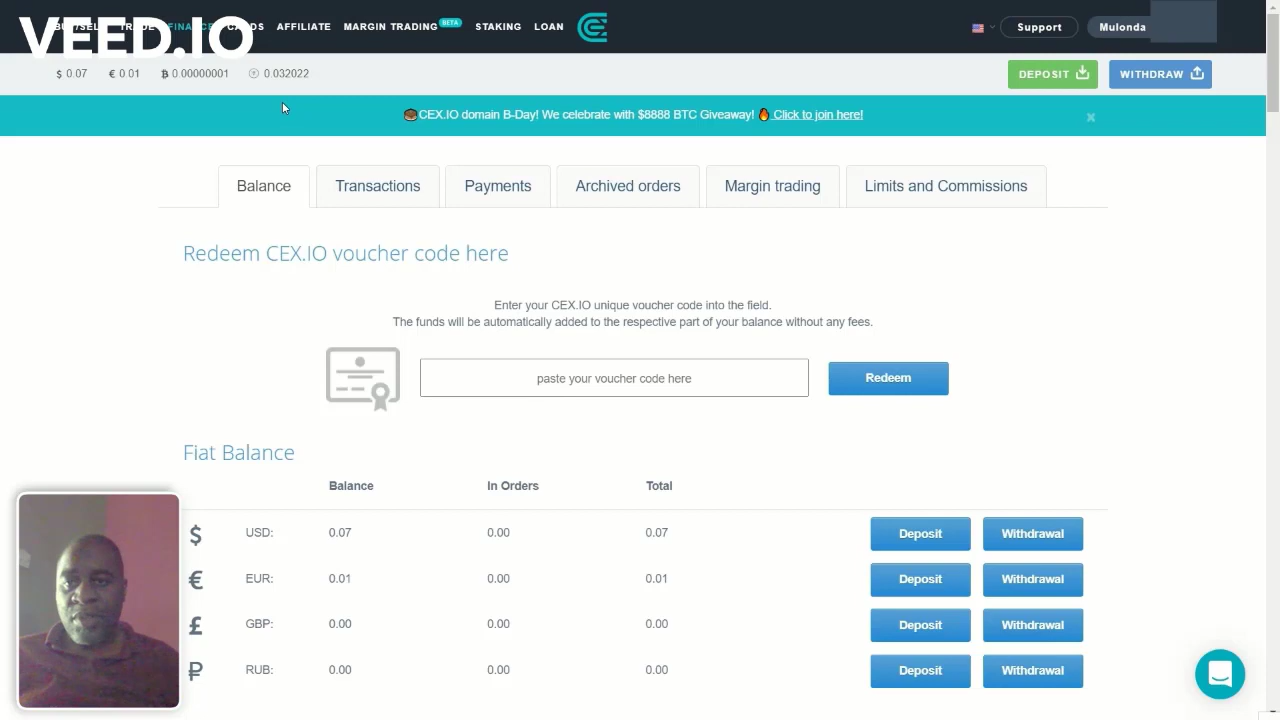 VEED.IO
BUY/SELL TRADE FINANCE CARDS AFFILIATE MARGIN TRADING BETA STAKING LOAN
Support
Mulonda
$ 0.07 € 0.01 ₿ 0.00000001 0.032022
DEPOSIT
WITHDRAW
CEX.IO domain B-Day! We celebrate with $8888 BTC Giveaway! 🔥 Click to join here!
×
Balance
Transactions
Payments
Archived orders
Margin trading
Limits and Commissions
Redeem CEX.IO voucher code here
Enter your CEX.IO unique voucher code into the field.
The funds will be automatically added to the respective part of your balance without any fees.
paste your voucher code here
Redeem
Fiat Balance
Balance In Orders Total
$ USD: 0.07 0.00 0.07 Deposit Withdrawal
€ EUR: 0.01 0.00 0.01 Deposit Withdrawal
£ GBP: 0.00 0.00 0.00 Deposit Withdrawal
₽ RUB: 0.00 0.00 0.00 Deposit Withdrawal